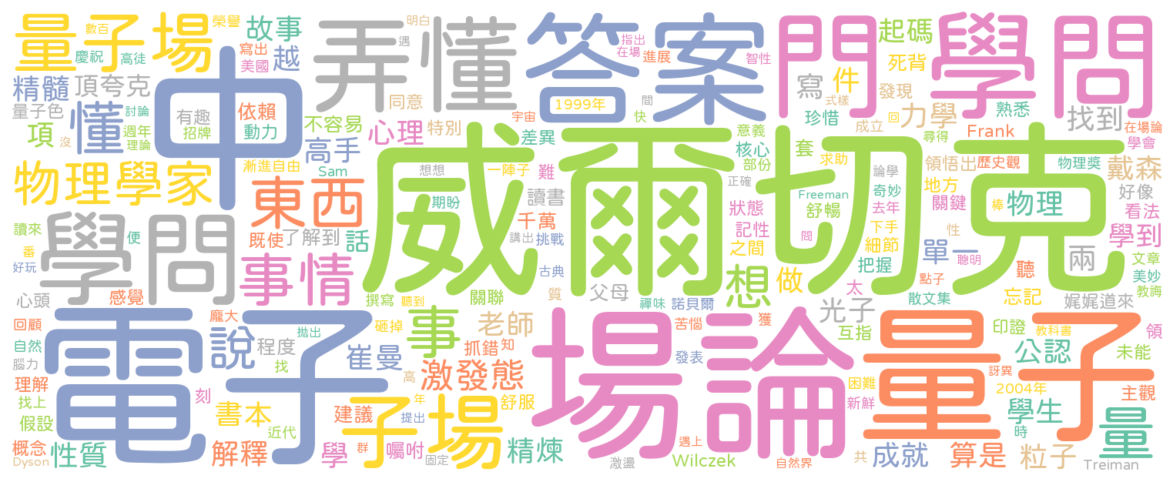 量子場 榮譽 故事 弄懂 答案 門學問
數百 慶祝 高徒 寫出 美國 越 明白 遇 指出 在場 進展 智性 起碼
精髓 頂夸克 中 1999年 寫 件 死背 發現
量子色 懂 有趣 招牌 依賴 動力 同意 宇宙 間 快 珍惜 式樣 力學 熟悉 找到
項 沒 討論 週年 理論 不容易 心理 特別 差異 意義 成立 回 尋得 Frank 在場論 學會
物理學家 漸進自由 高手 Sam 想想 一陣子 難 核心 部份 套 求助 領悟出 歷史觀 物理獎 戴森
東西 威爾切克 期盼 讀書 正確 論學 Freeman 奇妙 地方 關鍵 棒 物理 好像 看法
讀來 番 便 學問 既使 了解到 話 千萬 狀態 記性 之間 舒暢 去年 下手 細節 性 學到
好玩 事情 講出 挑戰 古典 想 做 問 把握 點子 單一 聰明 聽 兩 文章 美妙 教誨
心頭 感覺 撰寫 聽到 關聯 質 父母 禪味 諾貝爾 太 光子 散文集 忘記 娓娓道來
回顧 龐大 拋出 砸掉 事 老師 場論 苦惱 獲 互指 量子 印證 教科書 領
自然 腦力 電子 說 程度 找 崔曼 抓錯 知 發表 公認 訝異 未能
理解 找上 刻 激發態 高 困難 新鮮 2004年 主觀
假設 書本 近代 建議 提出 年 子場 舒服 學生 時 量
概念 Dyson 性質 解釋 學 群 囑咐 固定 精煉 激盪 遇上 Wilczek 自然界 共 成就 算是 粒子 Treiman